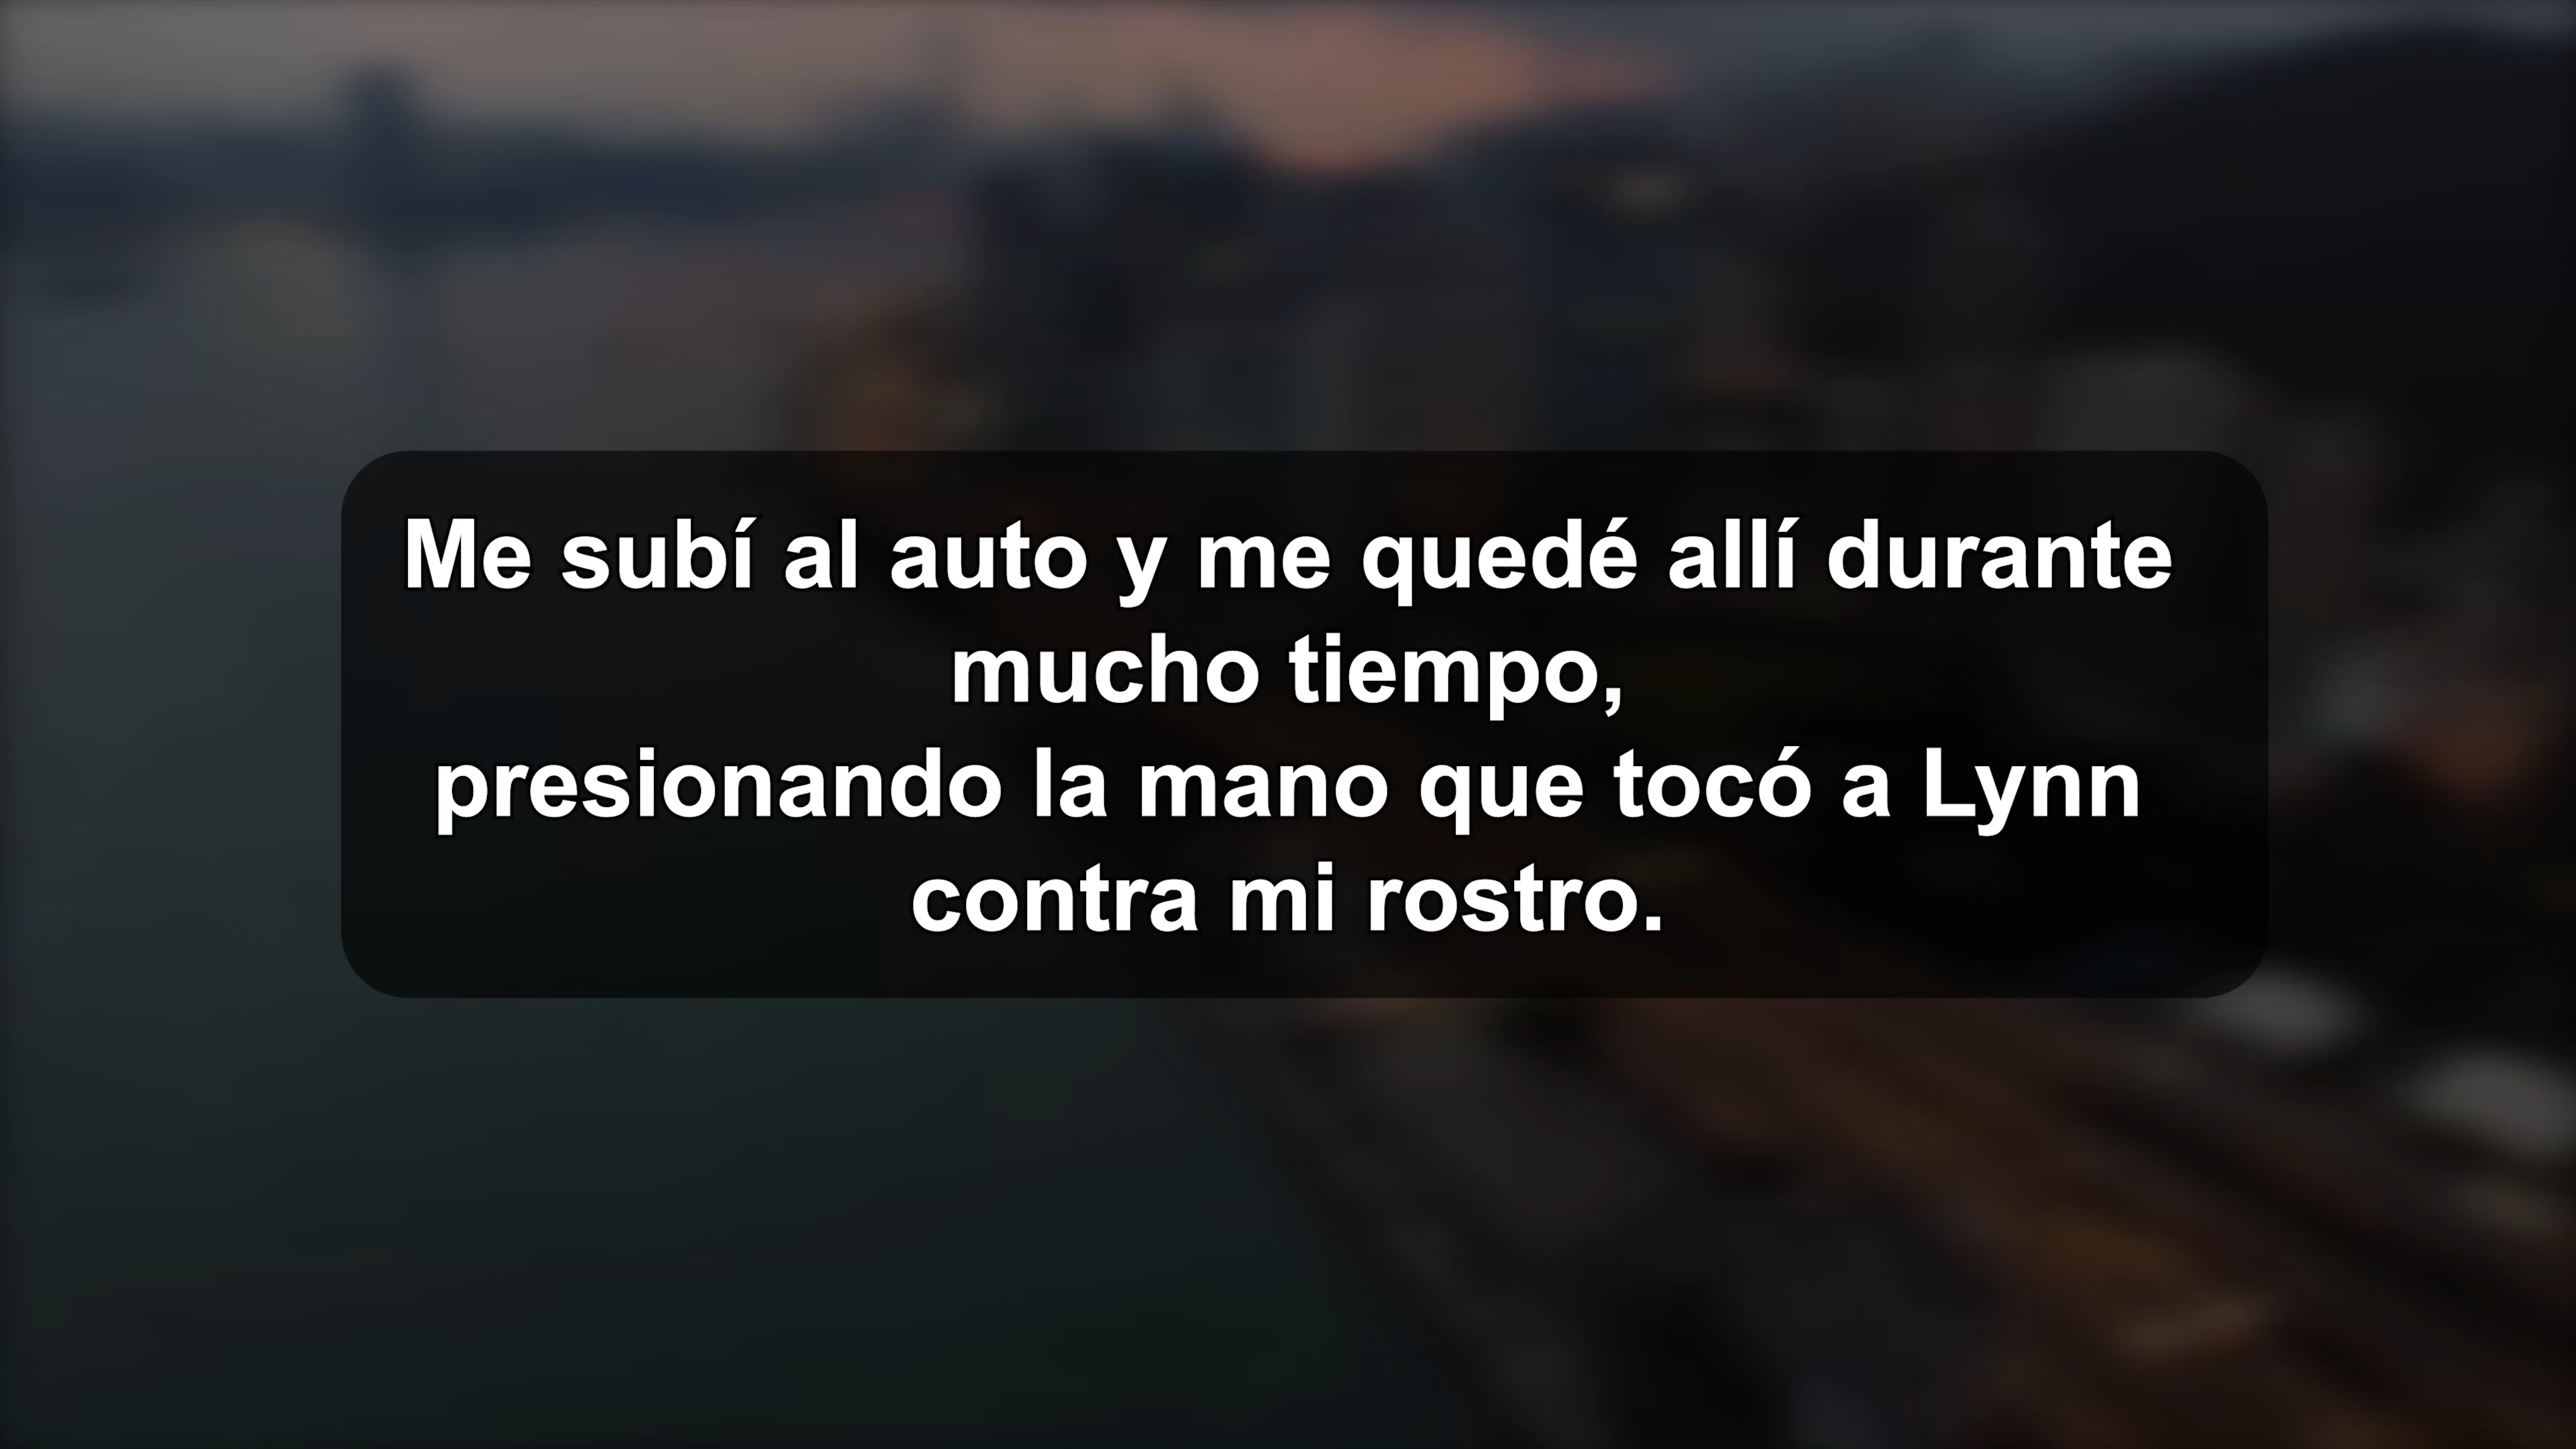 Me subí al auto y me quedé allí durante
mucho tiempo,
presionando la mano que tocó a Lynn
contra mi rostro.